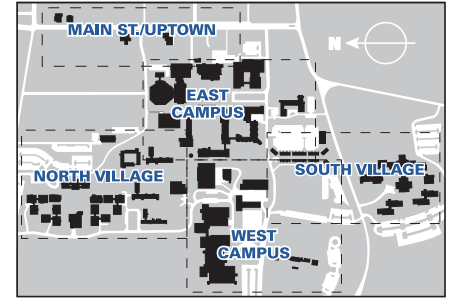 MAIN ST./UPTOWN
N
EAST
CAMPUS
NORTH VILLAGE
SOUTH VILLAGE
WEST
CAMPUS